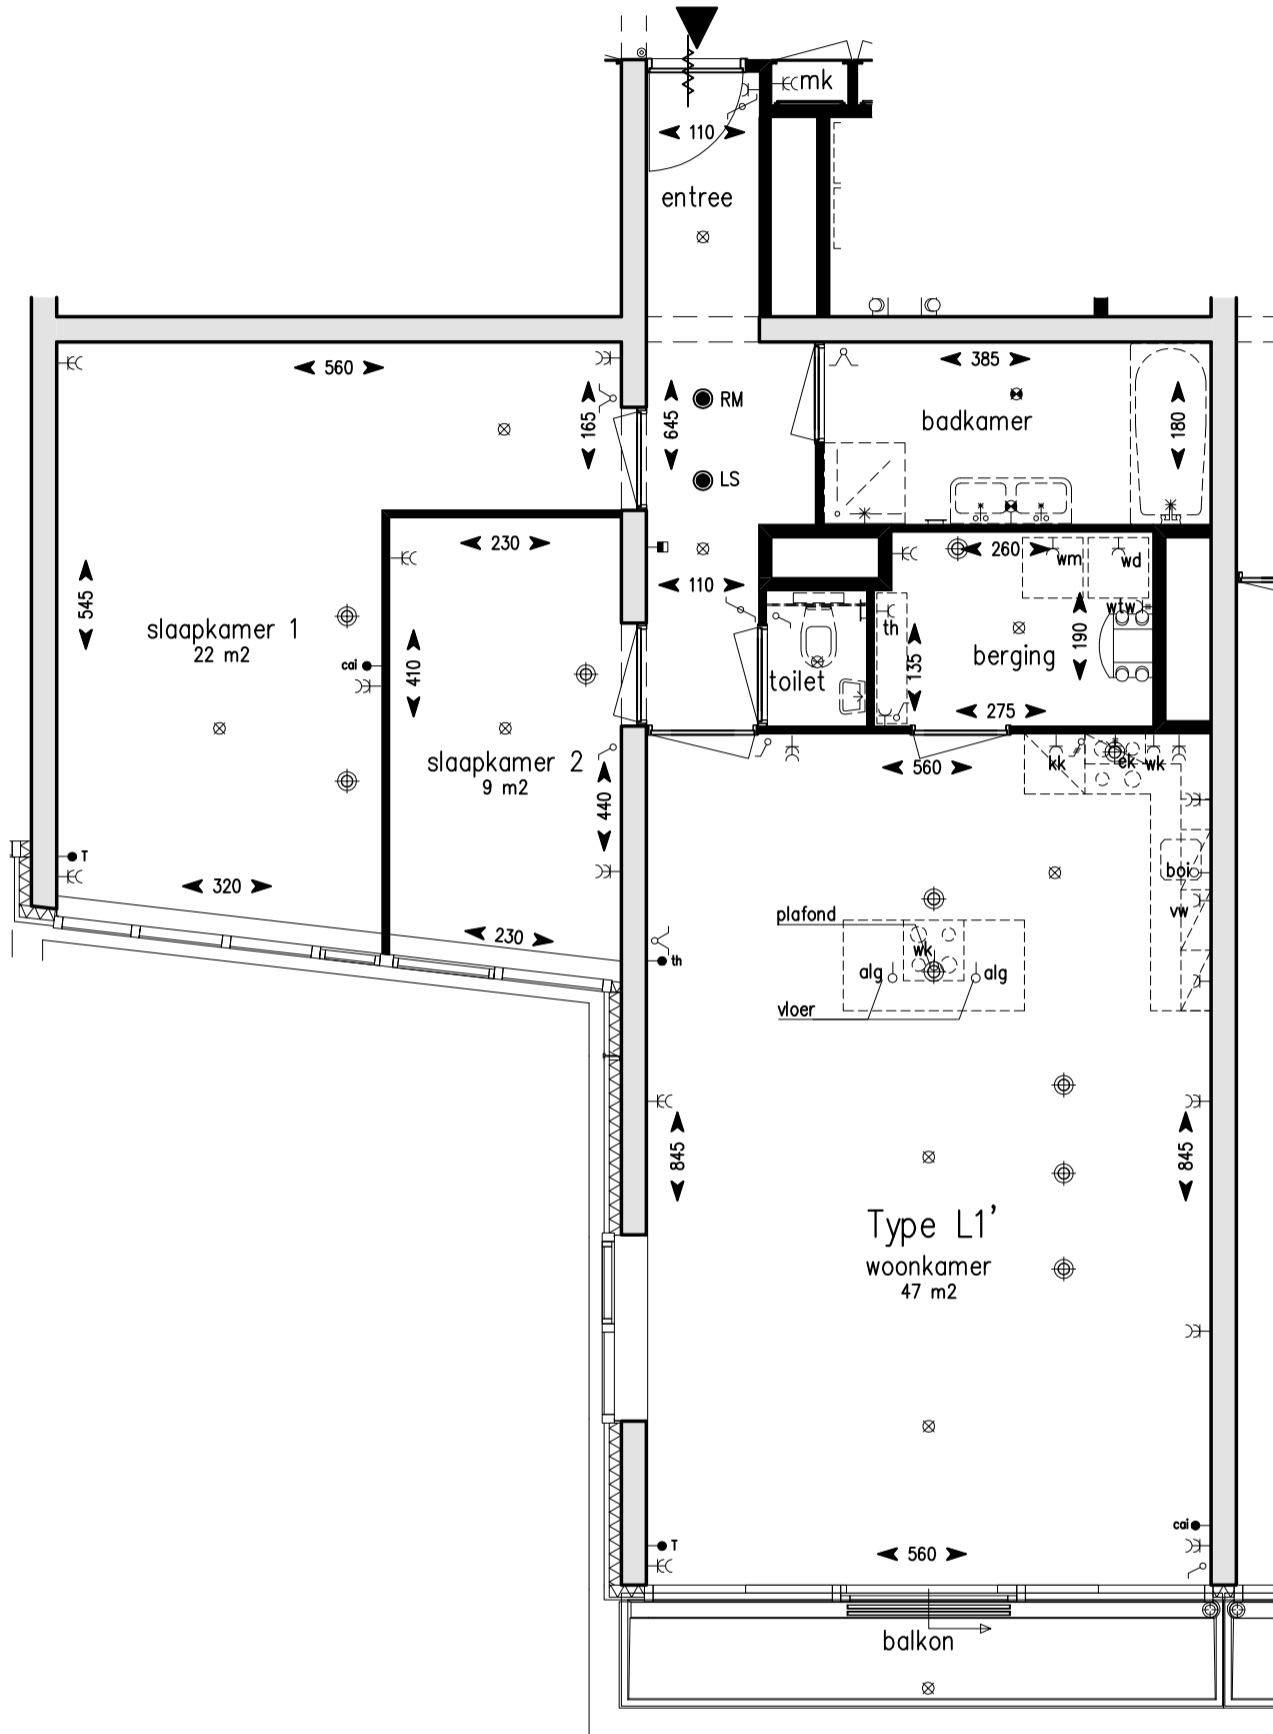 mk
110
entree
560
165
645
RM
385
badkamer
180
LS
230
260
wm
wd
110
545
slaapkamer 1
22 m2
cai
410
th
135
wtw
190
berging
toilet
275
slaapkamer 2
9 m2
440
560
kk
ek
wk
T
320
230
th
boi
vw
plafond
wk
alg
alg
vloer
845
845
Type L1’
woonkamer
47 m2
cai
T
560
balkon